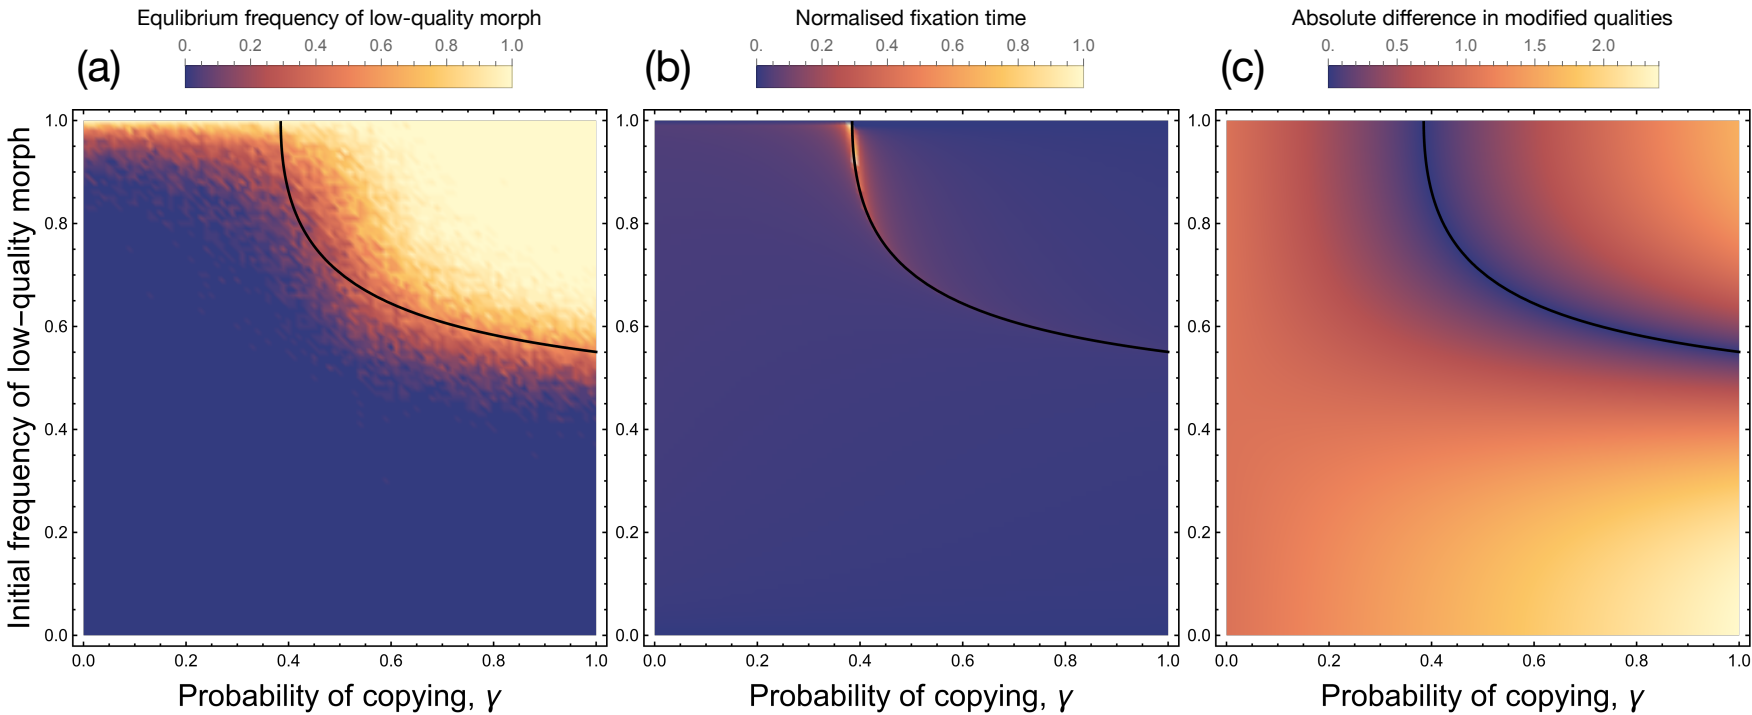 Equlibrium frequency of low-quality morph
0. 0.2 0.4 0.6 0.8 1.0
(a)
Normalised fixation time
0. 0.2 0.4 0.6 0.8 1.0
(b)
Absolute difference in modified qualities
0. 0.5 1.0 1.5 2.0
(c)
Initial frequency of low-quality morph
1.0
0.8
0.6
0.4
0.2
0.0
0.0 0.2 0.4 0.6 0.8 1.0
Probability of copying, γ
1.0
0.8
0.6
0.4
0.2
0.0
0.0 0.2 0.4 0.6 0.8 1.0
Probability of copying, γ
1.0
0.8
0.6
0.4
0.2
0.0
0.0 0.2 0.4 0.6 0.8 1.0
Probability of copying, γ